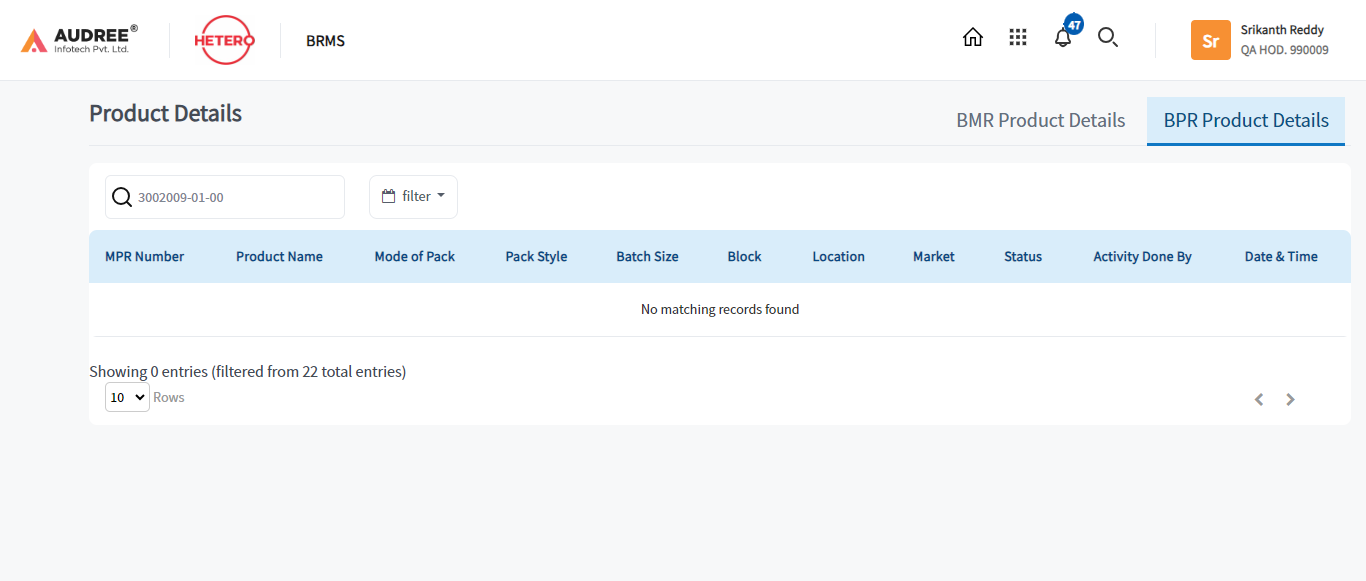 AUDREE®
Infotech Pvt. Ltd.
HETERO
BRMS
47
Sr
Srikanth Reddy
QA HOD. 990009
Product Details
BMR Product Details
BPR Product Details
3002009-01-00
filter
MPR Number Product Name Mode of Pack Pack Style Batch Size Block Location Market Status Activity Done By Date & Time
No matching records found
Showing 0 entries (filtered from 22 total entries)
10 Rows